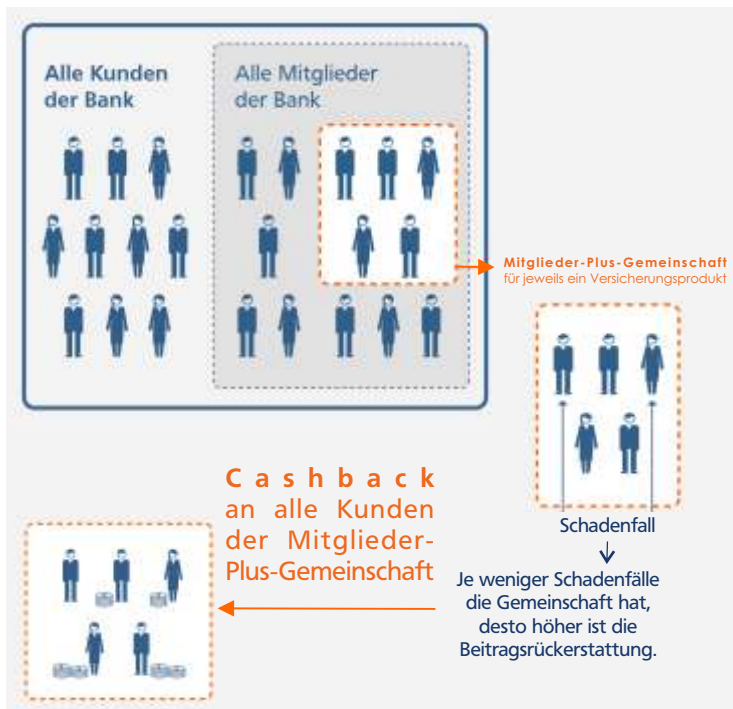 Alle Kunden
der Bank
Alle Mitglieder
der Bank
Mitglieder-Plus-Gemeinschaft
für jeweils ein Versicherungsprodukt
Schadenfall
Je weniger Schadenfälle
die Gemeinschaft hat,
desto höher ist die
Beitragsrückerstattung.
Cashback
an alle Kunden
der Mitglieder-
Plus-Gemeinschaft